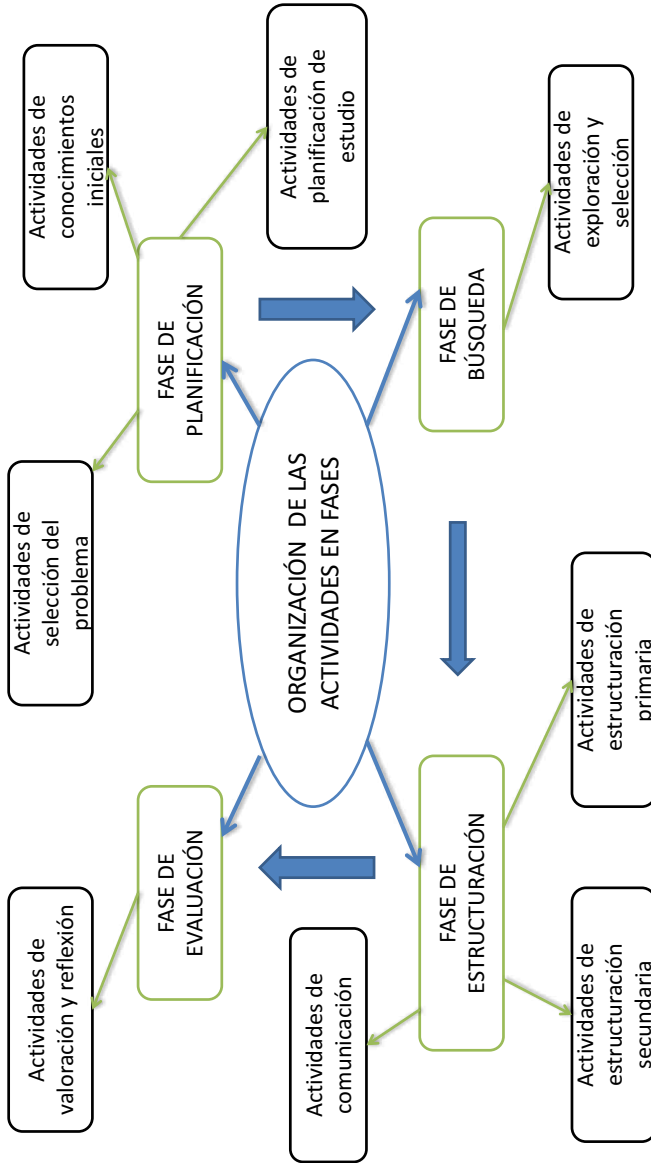 Actividades de
valoración y reflexión
Actividades de
selección del
problema
Actividades de
conocimientos
iniciales
FASE DE
EVALUACIÓN
FASE DE
PLANIFICACIÓN
Actividades de
planificación de
estudio
ORGANIZACIÓN DE LAS
ACTIVIDADES EN FASES
Actividades de
comunicación
FASE DE
ESTRUCTURACIÓN
FASE DE
BÚSQUEDA
Actividades de
estructuración
secundaria
Actividades de
estructuración
primaria
Actividades de
exploración y
selección